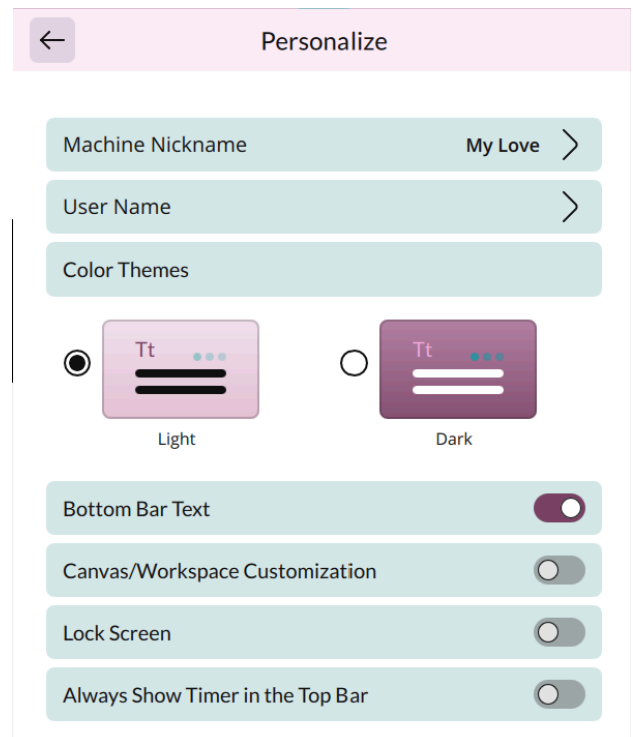 Personalize
Machine Nickname My Love
User Name
Color Themes
Tt Tt
Light Dark
Bottom Bar Text
Canvas/Workspace Customization
Lock Screen
Always Show Timer in the Top Bar